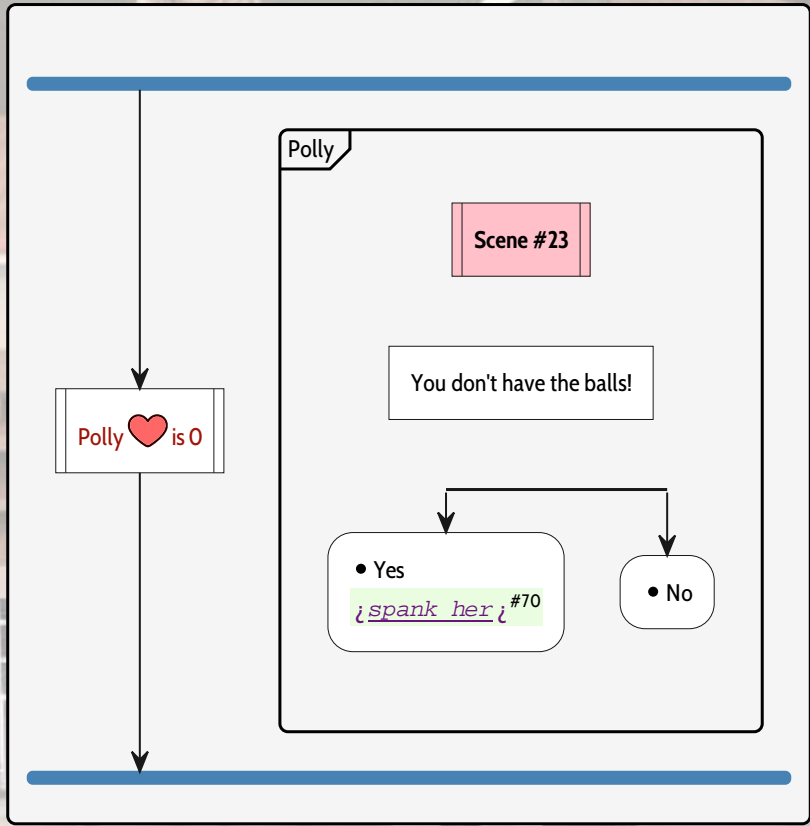 Polly
Scene #23
You don't have the balls!
Polly is 0
• Yes
¿spank her¿#70
• No